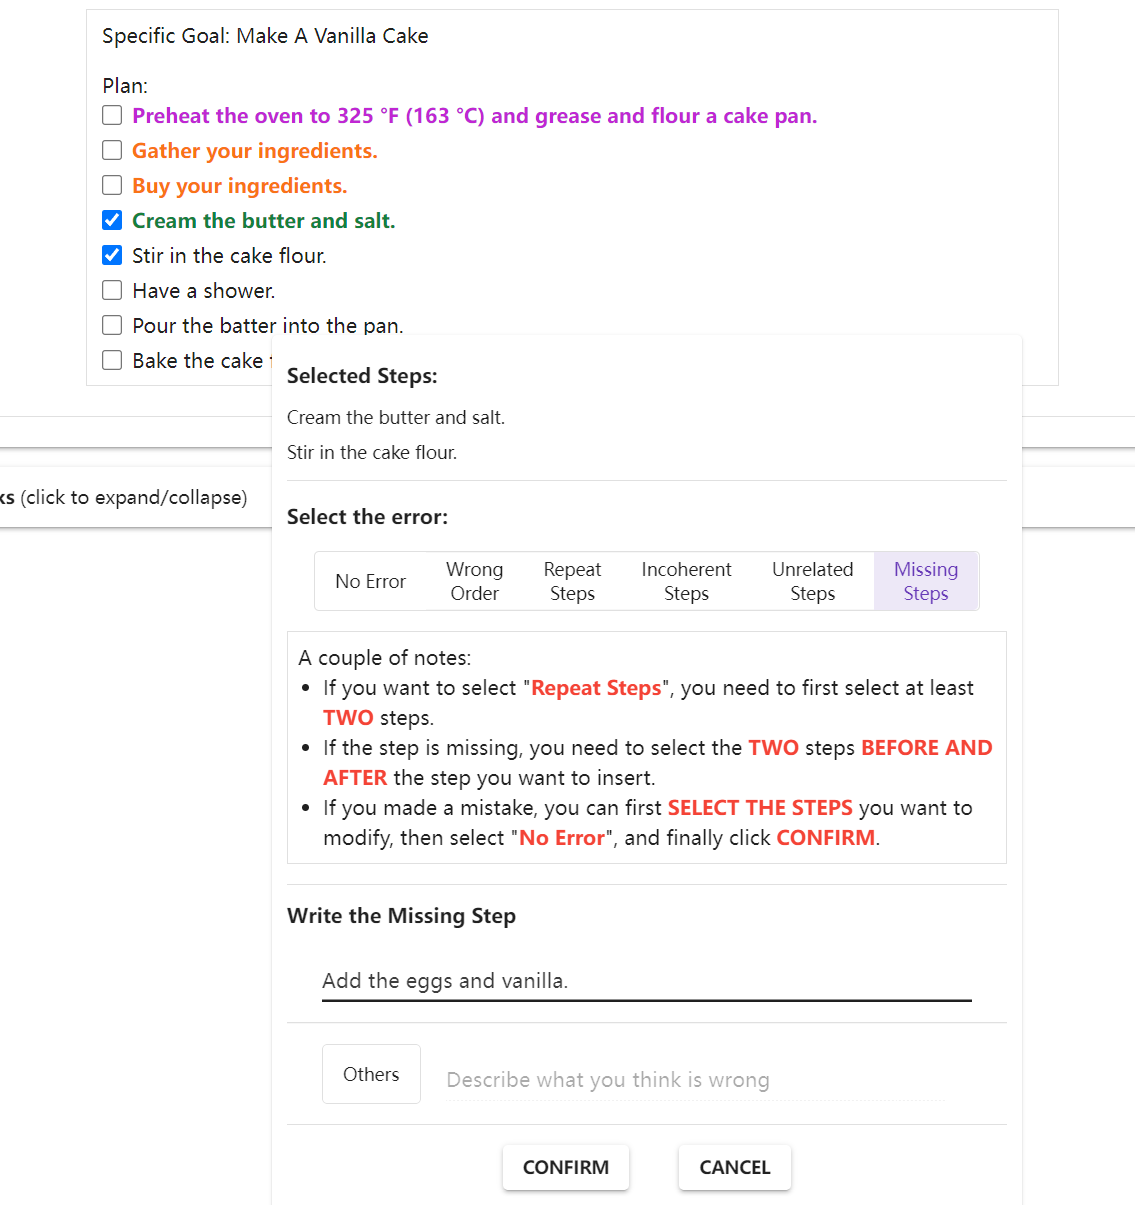 Specific Goal: Make A Vanilla Cake
Plan:
Preheat the oven to 325 °F (163 °C) and grease and flour a cake pan.
Gather your ingredients.
Buy your ingredients.
Cream the butter and salt.
Stir in the cake flour.
Have a shower.
Pour the batter into the pan.
Bake the cake
Selected Steps:
Cream the butter and salt.
Stir in the cake flour.
(click to expand/collapse)
Select the error:
No Error
Wrong Order
Repeat Steps
Incoherent Steps
Unrelated Steps
Missing Steps
A couple of notes:
• If you want to select "Repeat Steps", you need to first select at least
TWO steps.
• If the step is missing, you need to select the TWO steps BEFORE AND
AFTER the step you want to insert.
• If you made a mistake, you can first SELECT THE STEPS you want to
modify, then select "No Error", and finally click CONFIRM.
Write the Missing Step
Add the eggs and vanilla.
Others
Describe what you think is wrong
CONFIRM
CANCEL